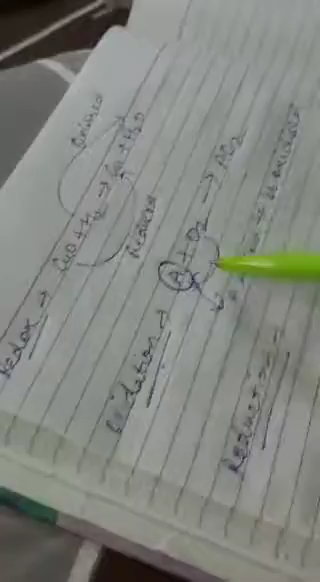 Oxidised
Redox → CuO + H2 → Cu + H2O
Reduced
Oxidation → A + O2 → AO2
Reduction →